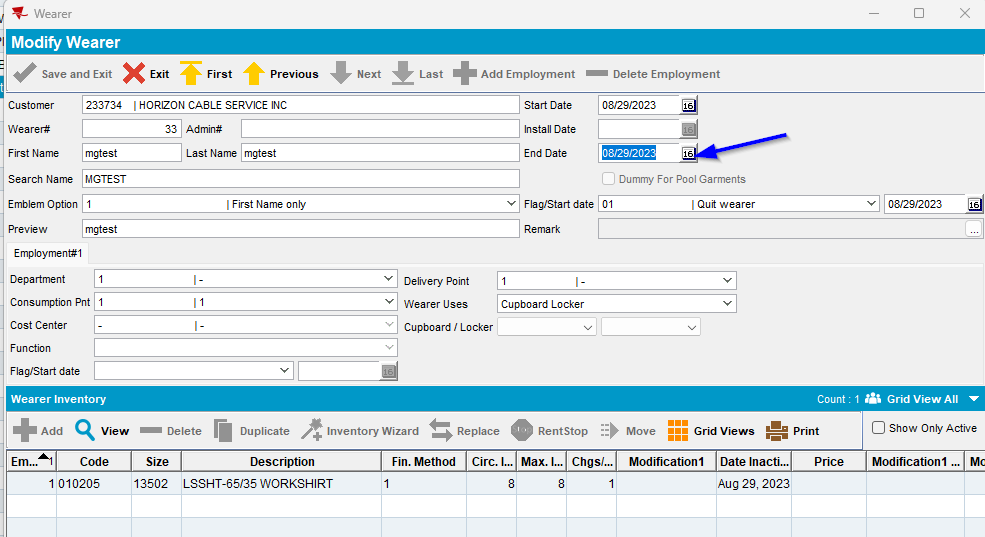 Wearer
Modify Wearer
Save and Exit Exit First Previous Next Last Add Employment Delete Employment
Customer 233734 | HORIZON CABLE SERVICE INC Start Date 08/29/2023 16
Wearer# 33 Admin# Install Date 16
First Name mgtest Last Name mgtest End Date 08/29/2023 16
Search Name MGTEST Dummy For Pool Garments
Emblem Option 1 | First Name only Flag/Start date 01 | Quit wearer 08/29/2023 16
Preview mgtest Remark ...
Employment#1
Department 1 | - Delivery Point 1 | -
Consumption Pnt 1 | 1 Wearer Uses Cupboard Locker
Cost Center - | - Cupboard / Locker
Function
Flag/Start date 16
Wearer Inventory Count : 1 Grid View All
Add View Delete Duplicate Inventory Wizard Replace RentStop Move Grid Views Print Show Only Active
Em... 1 Code Size Description Fin. Method Circ. I... Max. I... Chgs/... Modification1 Date Inacti... Price Modification1 ... Mo
1 010205 13502 LSSHT-65/35 WORKSHIRT 1 8 8 1 Aug 29, 2023